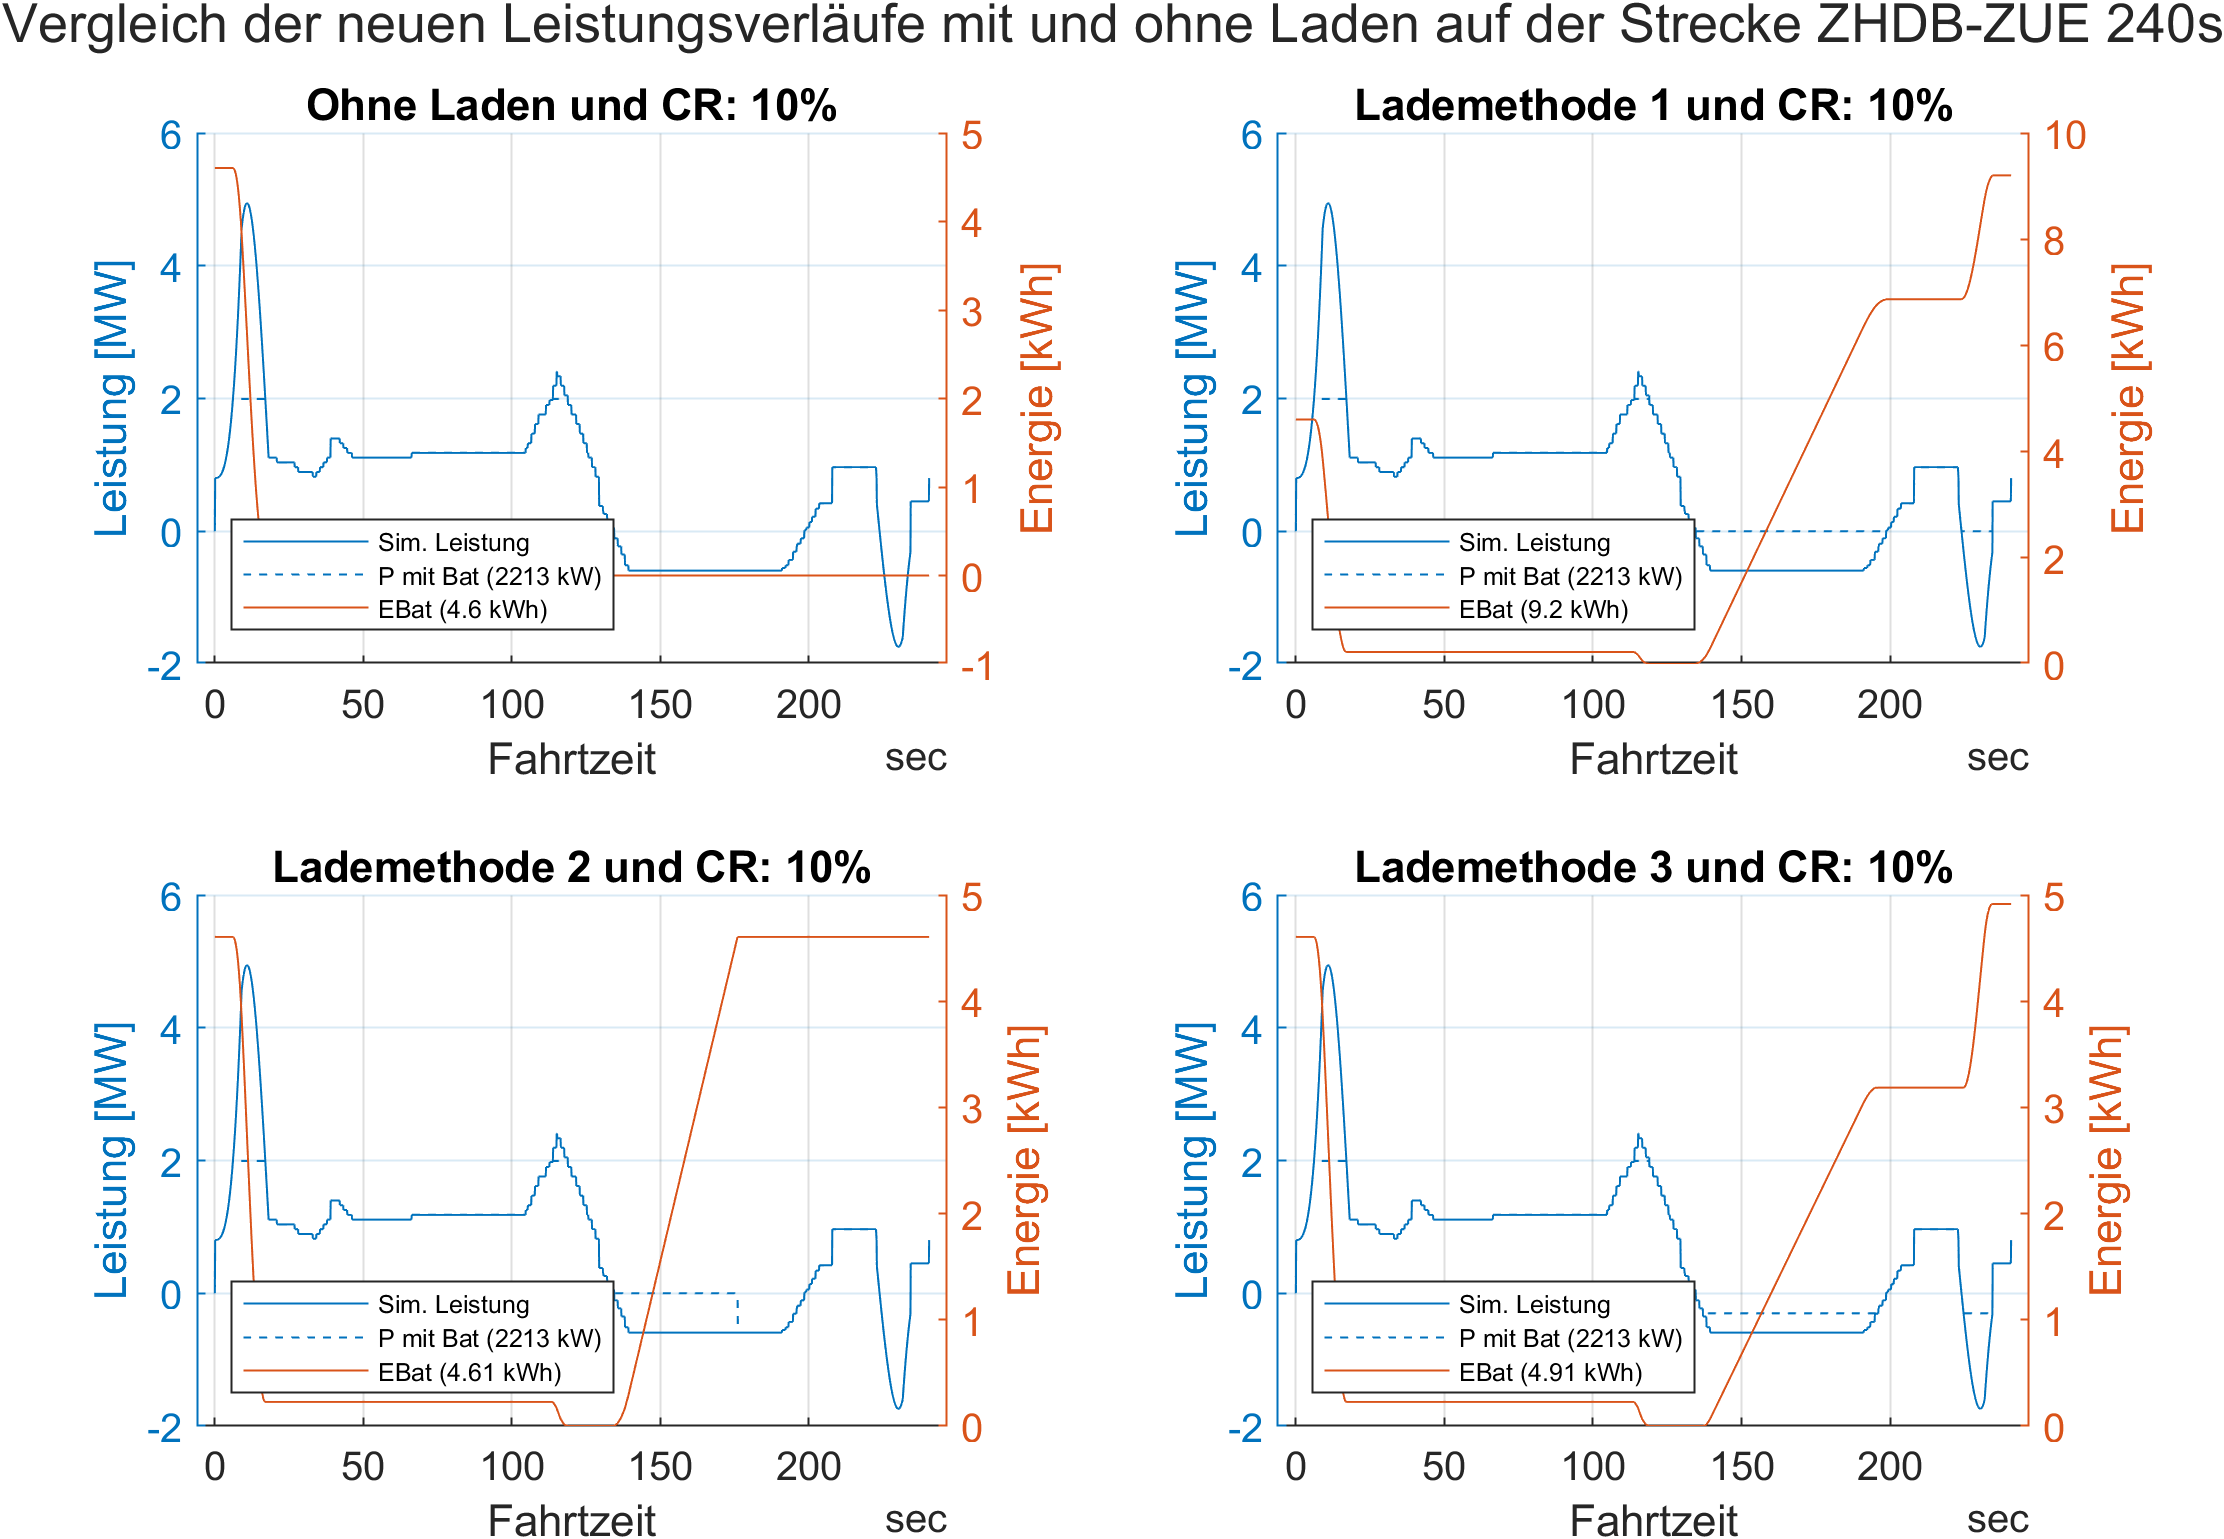 Vergleich der neuen Leistungsverläufe mit und ohne Laden auf der Strecke ZHDB-ZUE 240s
Ohne Laden und CR: 10%
Leistung [MW]
6
4
2
0
-2
Energie [kWh]
5
4
3
2
1
0
-1
Sim. Leistung
P mit Bat (2213 kW)
EBat (4.6 kWh)
0 50 100 150 200
Fahrtzeit sec
Lademethode 1 und CR: 10%
Leistung [MW]
6
4
2
0
-2
Energie [kWh]
10
8
6
4
2
0
Sim. Leistung
P mit Bat (2213 kW)
EBat (9.2 kWh)
0 50 100 150 200
Fahrtzeit sec
Lademethode 2 und CR: 10%
Leistung [MW]
6
4
2
0
-2
Energie [kWh]
5
4
3
2
1
0
Sim. Leistung
P mit Bat (2213 kW)
EBat (4.61 kWh)
0 50 100 150 200
Fahrtzeit sec
Lademethode 3 und CR: 10%
Leistung [MW]
6
4
2
0
-2
Energie [kWh]
5
4
3
2
1
0
Sim. Leistung
P mit Bat (2213 kW)
EBat (4.91 kWh)
0 50 100 150 200
Fahrtzeit sec